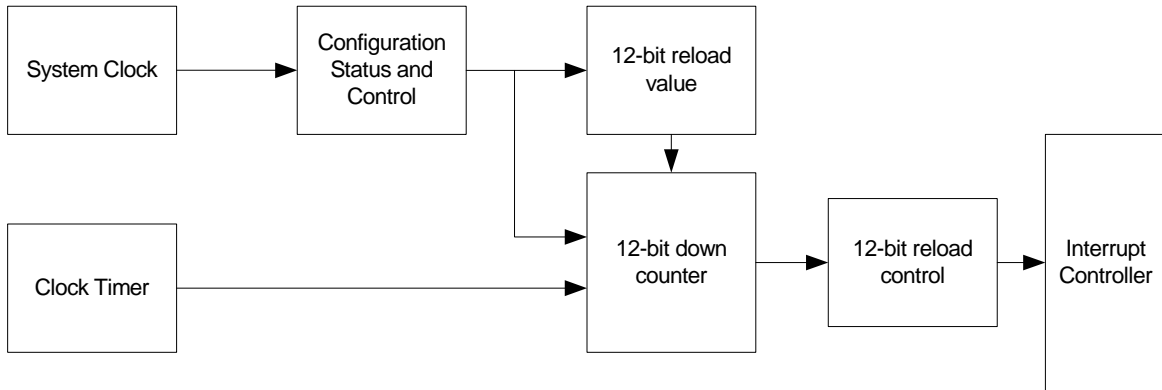 System Clock
Configuration
Status and
Control
12-bit reload
value
Clock Timer
12-bit down
counter
12-bit reload
control
Interrupt
Controller